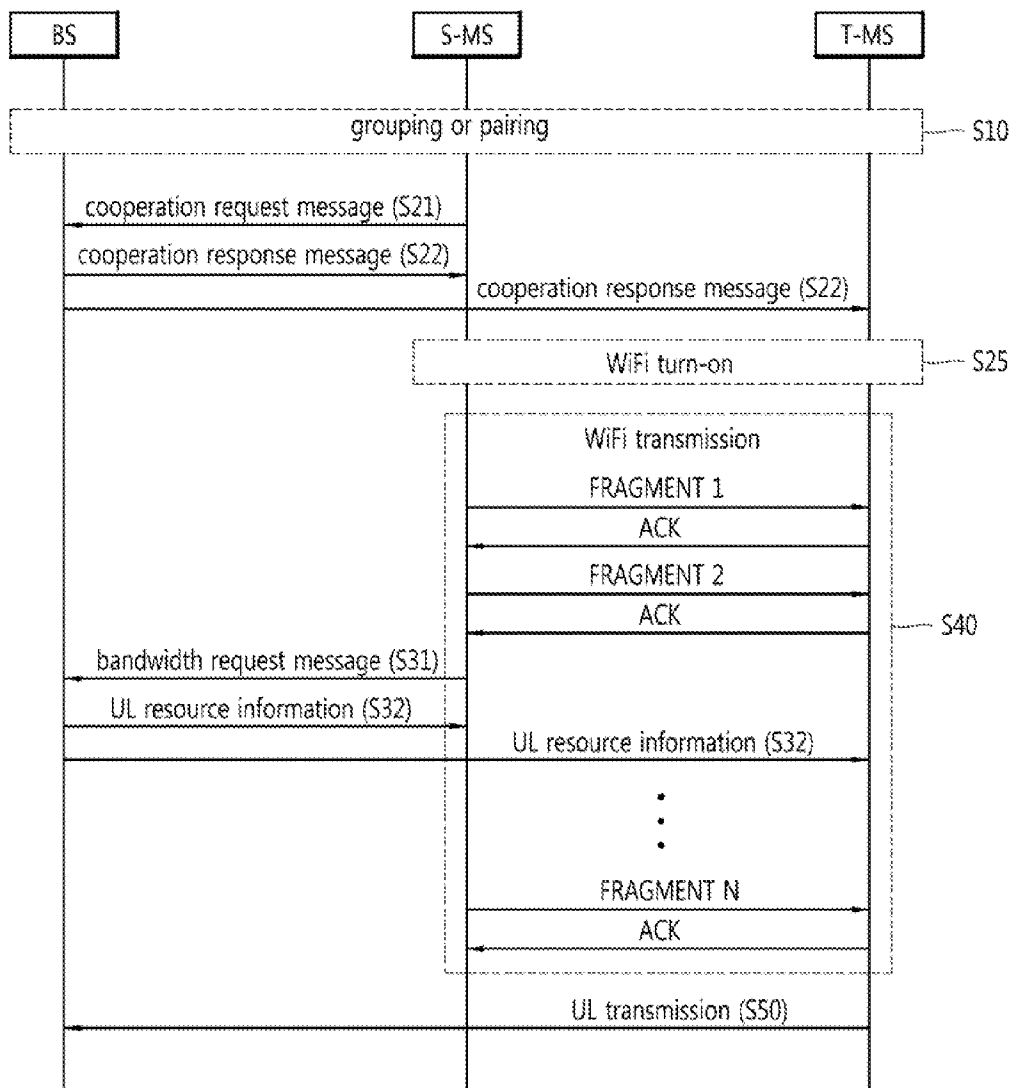 BS
S-MS
T-MS
grouping or pairing
S10
cooperation request message (S21)
cooperation response message (S22)
cooperation response message (S22)
WiFi turn-on
S25
WiFi transmission
FRAGMENT 1
ACK
FRAGMENT 2
ACK
S40
bandwidth request message (S31)
UL resource information (S32)
UL resource information (S32)
FRAGMENT N
ACK
UL transmission (S50)